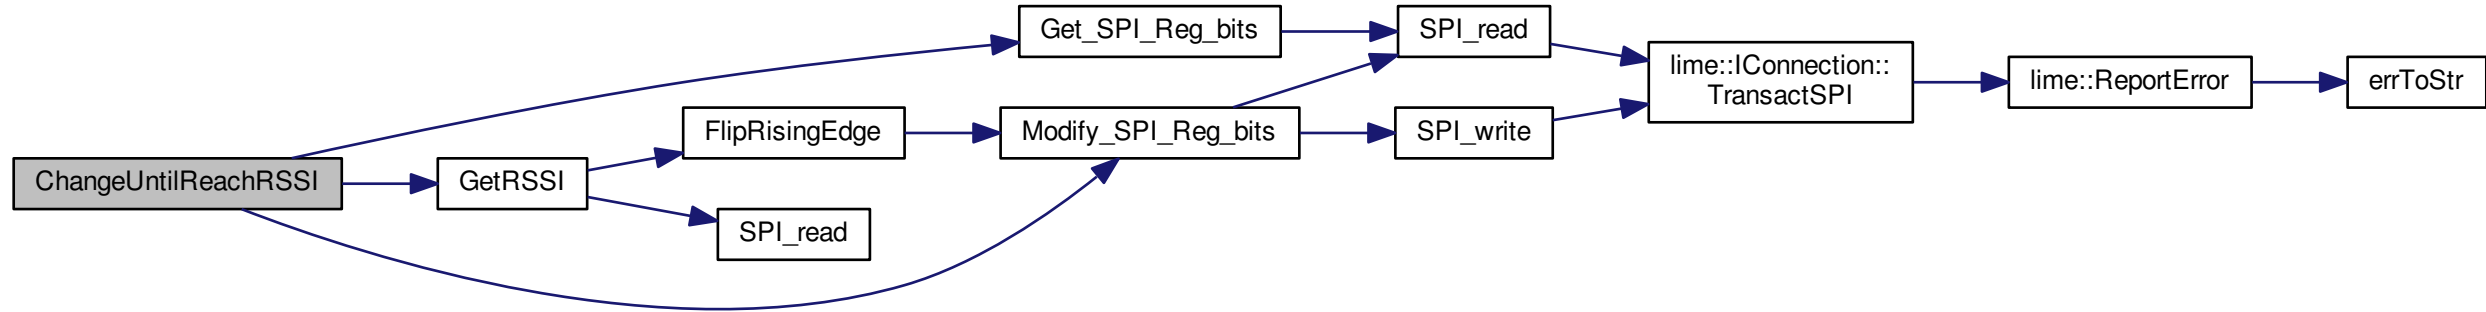 ChangeUntilReachRSSI
GetRSSI
Get_SPI_Reg_bits
FlipRisingEdge
SPI_read
Modify_SPI_Reg_bits
SPI_read
SPI_write
lime::IConnection::
TransactSPI
lime::ReportError
errToStr